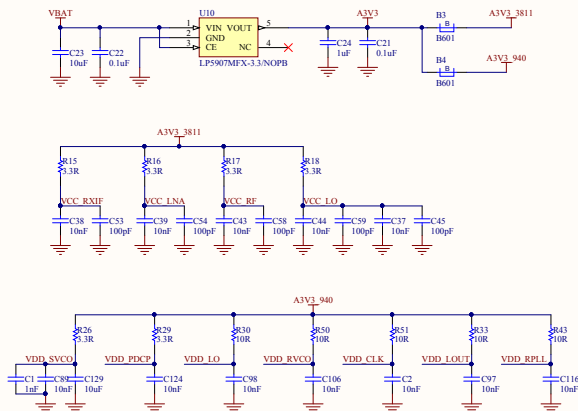 VBAT
U10
A3V3
B3
A3V3_3811
1
VIN
VOUT
5
2
GND
3
CE
NC
4
B601
C23
10uF
C22
0.1uF
LP5907MFX-3.3/NOPB
C24
1uF
C21
0.1uF
B4
A3V3_940
B601
A3V3_3811
R15
3.3R
R16
3.3R
R17
3.3R
R18
3.3R
VCC_RXIF
VCC_LNA
VCC_RF
VCC_LO
C38
10nF
C53
100pF
C39
10nF
C54
100pF
C43
10nF
C58
100pF
C44
10nF
C59
100pF
C37
10nF
C45
100pF
A3V3_940
R26
3.3R
R29
3.3R
R30
10R
R50
10R
R51
10R
R33
10R
R43
10R
VDD_SVCO
VDD_PDCP
VDD_LO
VDD_RVCO
VDD_CLK
VDD_LOUT
VDD_RPLL
C1
1nF
C89
10nF
C129
10nF
C124
10nF
C98
10nF
C106
10nF
C2
10nF
C97
10nF
C116
10nF